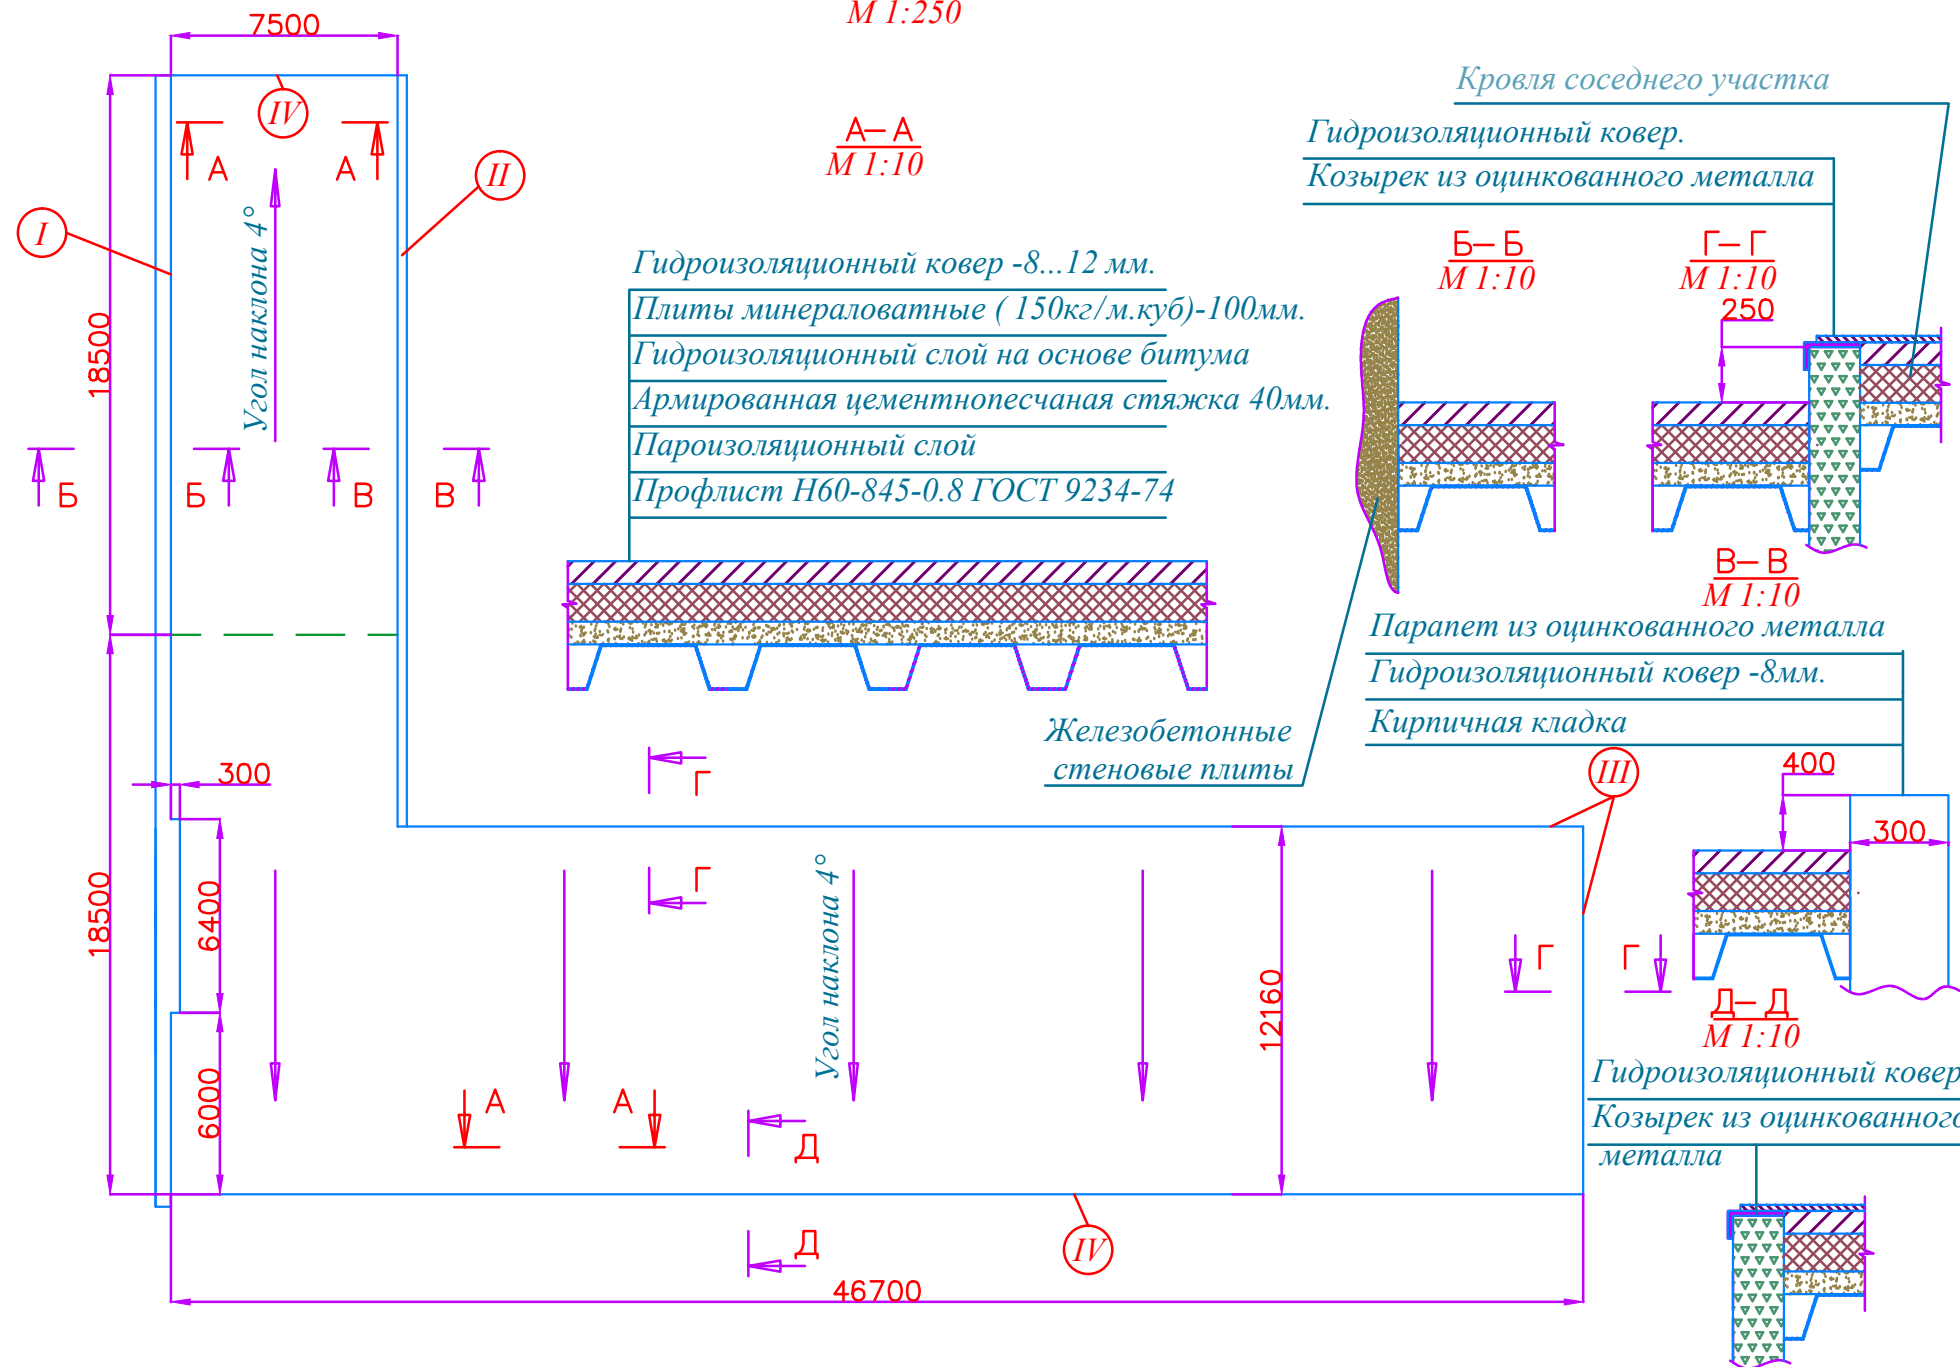 М 1:250
7500
IV
А
А
I
II
Угол наклона 4°
18500
Б
Б
В
В
300
18500
6400
6000
Угол наклона 4°
12160
А
А
Г
Г
Г
Г
Д
Д
III
IV
46700
А–А
М 1:10
Гидроизоляционный ковер -8...12 мм.
Плиты минераловатные ( 150кг/м.куб)-100мм.
Гидроизоляционный слой на основе битума
Армированная цементнопесчаная стяжка 40мм.
Пароизоляционный слой
Профлист Н60-845-0.8 ГОСТ 9234-74
Кровля соседнего участка
Гидроизоляционный ковер.
Козырек из оцинкованного металла
Б–Б
М 1:10
Г–Г
М 1:10
250
Железобетонные
стеновые плиты
В–В
М 1:10
Парапет из оцинкованного металла
Гидроизоляционный ковер -8мм.
Кирпичная кладка
400
300
Д–Д
М 1:10
Гидроизоляционный ковер
Козырек из оцинкованного
металла